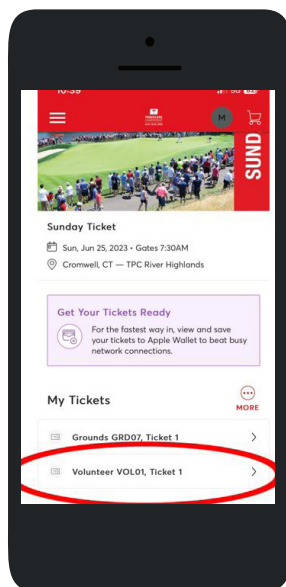 10:39
M
SUND
Sunday Ticket
Sun, Jun 25, 2023 • Gates 7:30AM
Cromwell, CT — TPC River Highlands
Get Your Tickets Ready
For the fastest way in, view and save
your tickets to Apple Wallet to beat busy
network connections.
My Tickets
MORE
Grounds GRD07, Ticket 1
Volunteer VOL01, Ticket 1